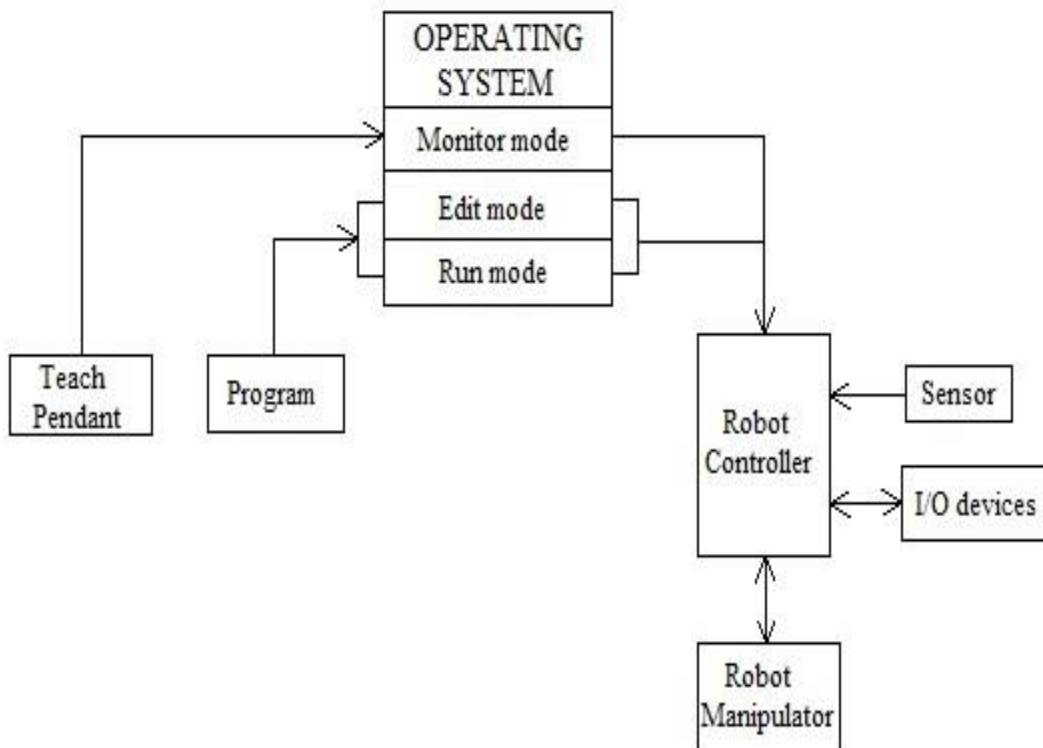 OPERATING
SYSTEM
Monitor mode
Edit mode
Run mode
Teach
Pendant
Program
Robot
Controller
Sensor
I/O devices
Robot
Manipulator